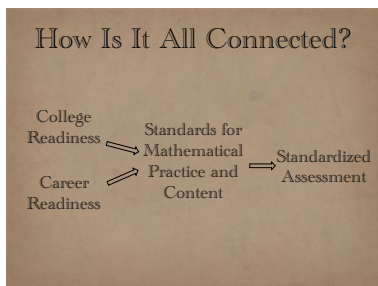 How Is It All Connected?
College
Readiness
Career
Readiness
Standards for
Mathematical
Practice and
Content
Standardized
Assessment